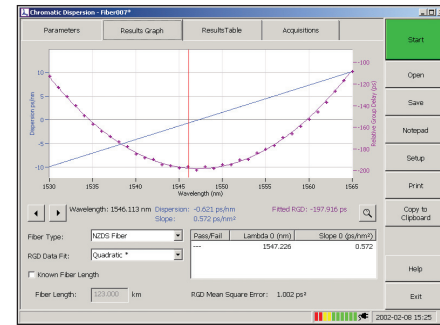 Chromatic Dispersion - Fiber007*
Parameters
Results Graph
ResultsTable
Acquisitions
Start
Open
Save
Notepad
Setup
Print
Copy to
Clipboard
Help
Exit
Dispersion ps/nm
10
5
0
-5
-10
-100
-120
-140
-160
-180
-200
Relative Group Delay (ps)
1530 1535 1540 1545 1550 1555 1560 1565
Wavelength (nm)
Wavelength: 1546.113 nm Dispersion: -0.621 ps/nm Fitted RGD: -197.916 ps
Slope: 0.572 ps/nm²
Fiber Type: NZDS Fiber
RGD Data Fit: Quadratic *
Known Fiber Length
Fiber Length: 123.000 km
Pass/Fail Lambda 0 (nm) Slope 0 (ps/nm²)
--- 1547.226 0.572
RGD Mean Square Error: 1.002 ps²
2002-02-08 15:25